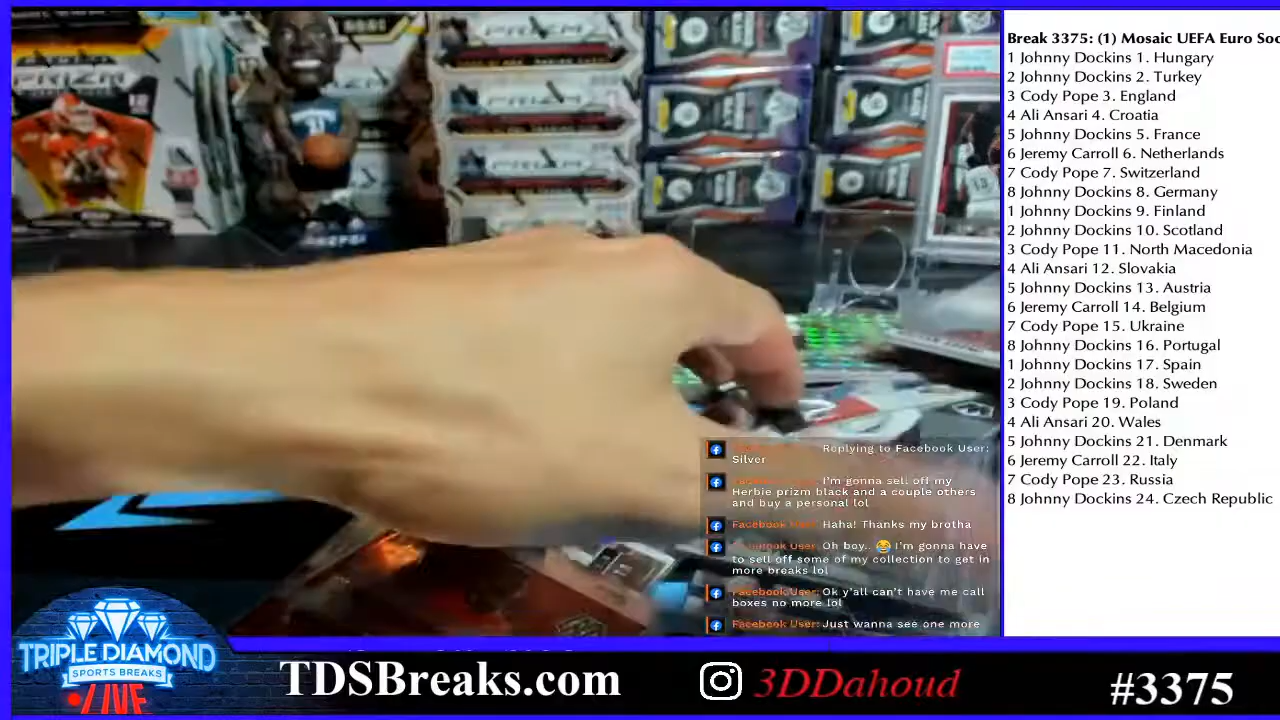 Break 3375: (1) Mosaic UEFA Euro Soc
1 Johnny Dockins 1. Hungary
2 Johnny Dockins 2. Turkey
3 Cody Pope 3. England
4 Ali Ansari 4. Croatia
5 Johnny Dockins 5. France
6 Jeremy Carroll 6. Netherlands
7 Cody Pope 7. Switzerland
8 Johnny Dockins 8. Germany
1 Johnny Dockins 9. Finland
2 Johnny Dockins 10. Scotland
3 Cody Pope 11. North Macedonia
4 Ali Ansari 12. Slovakia
5 Johnny Dockins 13. Austria
6 Jeremy Carroll 14. Belgium
7 Cody Pope 15. Ukraine
8 Johnny Dockins 16. Portugal
1 Johnny Dockins 17. Spain
2 Johnny Dockins 18. Sweden
3 Cody Pope 19. Poland
4 Ali Ansari 20. Wales
5 Johnny Dockins 21. Denmark
6 Jeremy Carroll 22. Italy
7 Cody Pope 23. Russia
8 Johnny Dockins 24. Czech Republic
PRIZM
PRIZM
PRIZM
PRIZM
Replying to Facebook User:
Silver
I'm gonna sell off my
Herbie prizm black and a couple others
and buy a personal lol
Facebook User: Haha! Thanks my brotha
Facebook User: Oh boy.. 😂 I'm gonna have
to sell off some of my collection to get in
more breaks lol
Facebook User: Ok y'all can't have me call
boxes no more lol
Facebook User: Just wanna see one more
TRIPLE DIAMOND
SPORTS BREAKS
LIVE
TDSBreaks.com
3DDahoud
#3375